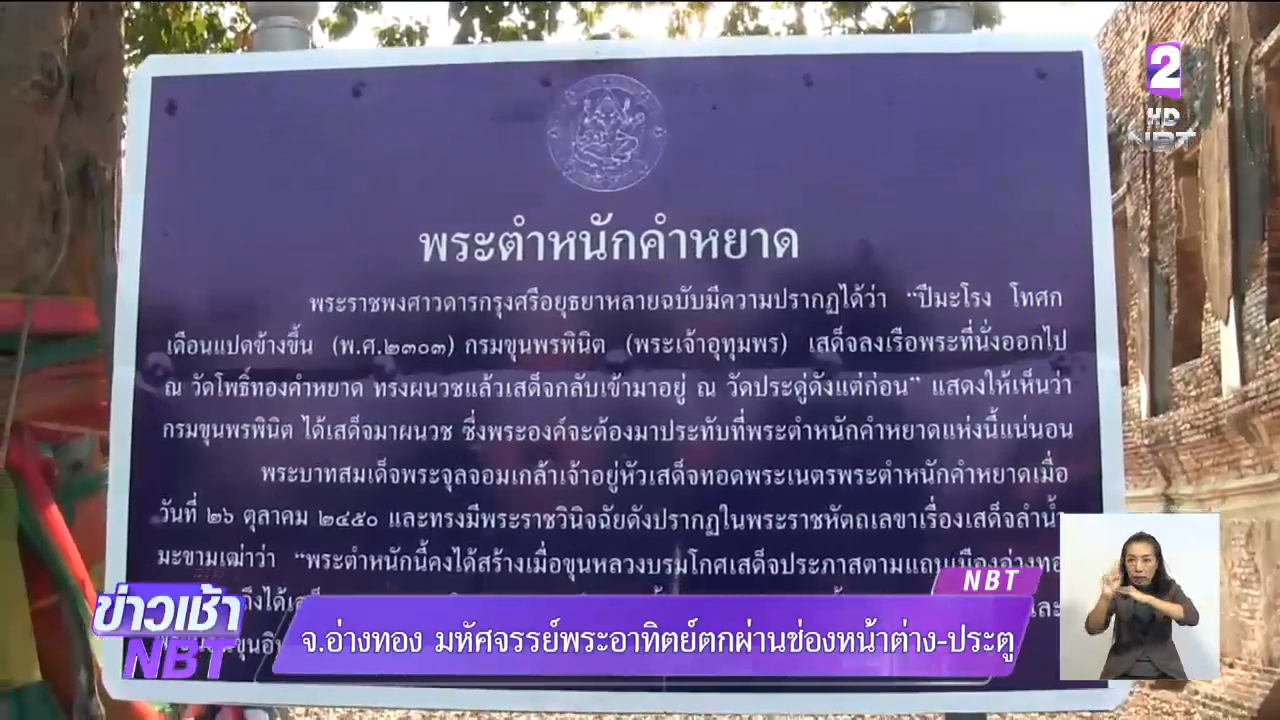 2
HD
NBT
พระตำหนักคำหยาด
พระราชพงศาวดารกรุงศรีอยุธยาหลายฉบับมีความปรากฏได้ว่า "ปีมะโรง โทศก
เดือนแปดข้างขึ้น (พ.ศ.๒๓๐๓) กรมขุนพรพินิต (พระเจ้าอุทุมพร) เสด็จลงเรือพระที่นั่งออกไป
ณ วัดโพธิ์ทองคำหยาด ทรงผนวชแล้วเสด็จกลับเข้ามาอยู่ ณ วัดประดู่ดังแต่ก่อน" แสดงให้เห็นว่า
กรมขุนพรพินิต ได้เสด็จมาผนวช ซึ่งพระองค์จะต้องมาประทับที่พระตำหนักคำหยาดแห่งนี้แน่นอน
พระบาทสมเด็จพระจุลจอมเกล้าเจ้าอยู่หัวเสด็จทอดพระเนตรพระตำหนักคำหยาดเมื่อ
วันที่ ๒๖ ตุลาคม ๒๔๕๐ และทรงมีพระราชวินิจฉัยดังปรากฏในพระราชหัตถเลขาเรื่องเสด็จลำน้ำ
มะขามเฒ่าว่า "พระตำหนักนี้คงได้สร้างเมื่อขุนหลวงบรมโกศเสด็จประภาสตามแถบเมืองอ่างทอง
ถึงได้เสด็จ
NBT
ข่าวเช้า
NBT
จ.อ่างทอง มหัศจรรย์พระอาทิตย์ตกผ่านช่องหน้าต่าง-ประตู